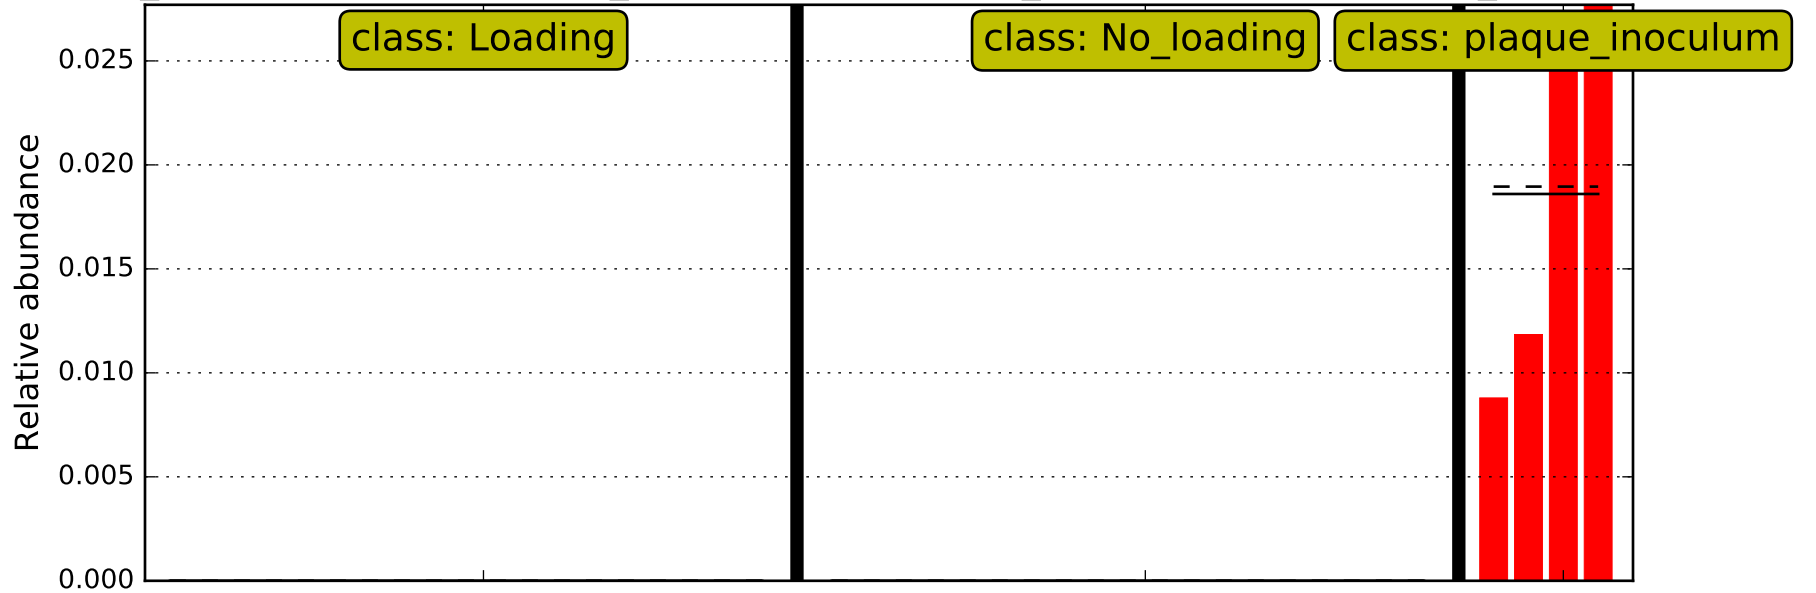 class: Loading
class: No_loading
class: plaque_inoculum
Relative abundance
0.025
0.020
0.015
0.010
0.005
0.000